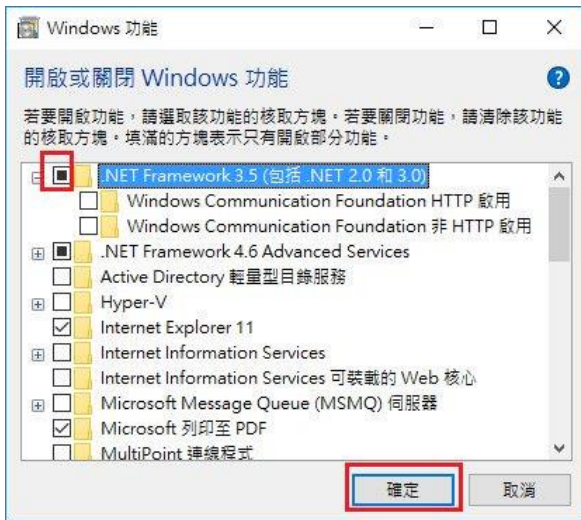 Windows 功能
開啟或關閉 Windows 功能
若要開啟功能，請選取該功能的核取方塊。若要關閉功能，請清除該功能
的核取方塊。填滿的方塊表示只有開啟部分功能。
.NET Framework 3.5 (包括 .NET 2.0 和 3.0)
Windows Communication Foundation HTTP 啟用
Windows Communication Foundation 非 HTTP 啟用
.NET Framework 4.6 Advanced Services
Active Directory 輕量型目錄服務
Hyper-V
Internet Explorer 11
Internet Information Services
Internet Information Services 可裝載的 Web 核心
Microsoft Message Queue (MSMQ) 伺服器
Microsoft 列印至 PDF
MultiPoint 連線程式
確定
取消